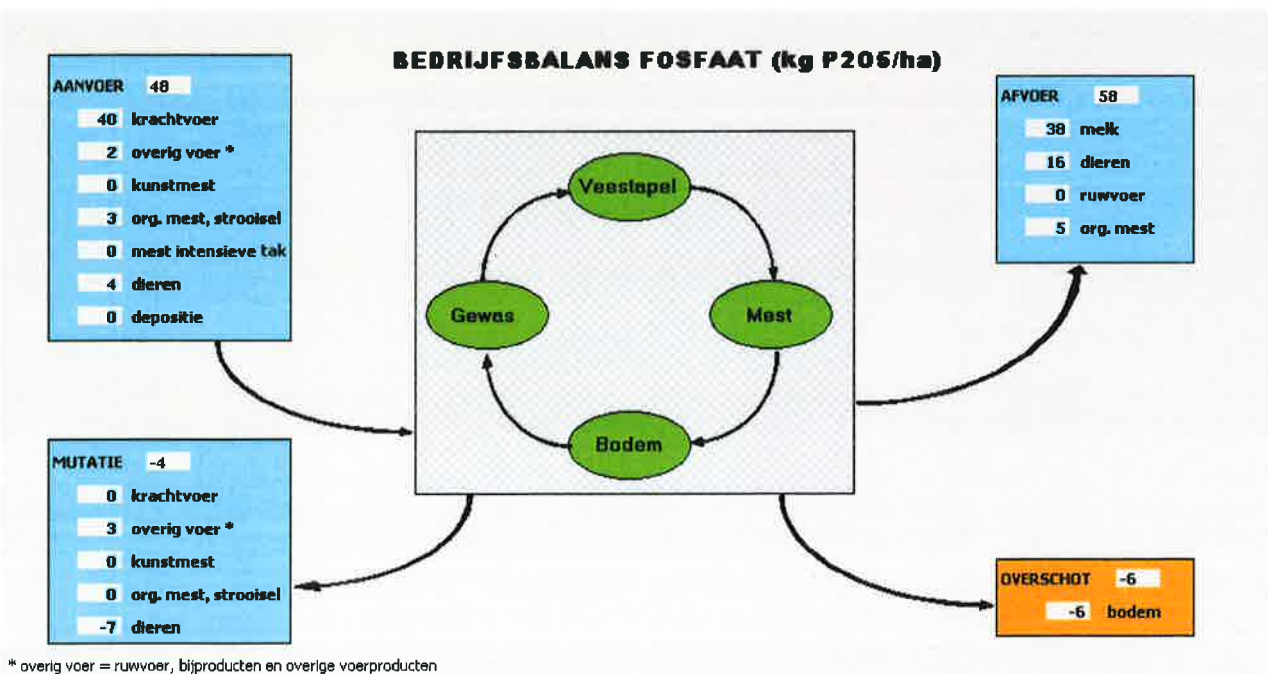 BEDRIJFSBALANS FOSFAAT (kg P2O5/ha)
AANVOER 48
40 krachtvoer
2 overig voer *
0 kunstmest
3 org. mest, strooisel
0 mest intensieve tak
4 dieren
0 depositie
AFVOER 58
38 melk
16 dieren
0 ruwvoer
5 org. mest
Veestapel
Gewas
Mest
Bodem
MUTATIE -4
0 krachtvoer
3 overig voer *
0 kunstmest
0 org. mest, strooisel
-7 dieren
OVERSCHOT -6
-6 bodem
* overig voer = ruwvoer, bijproducten en overige voerproducten